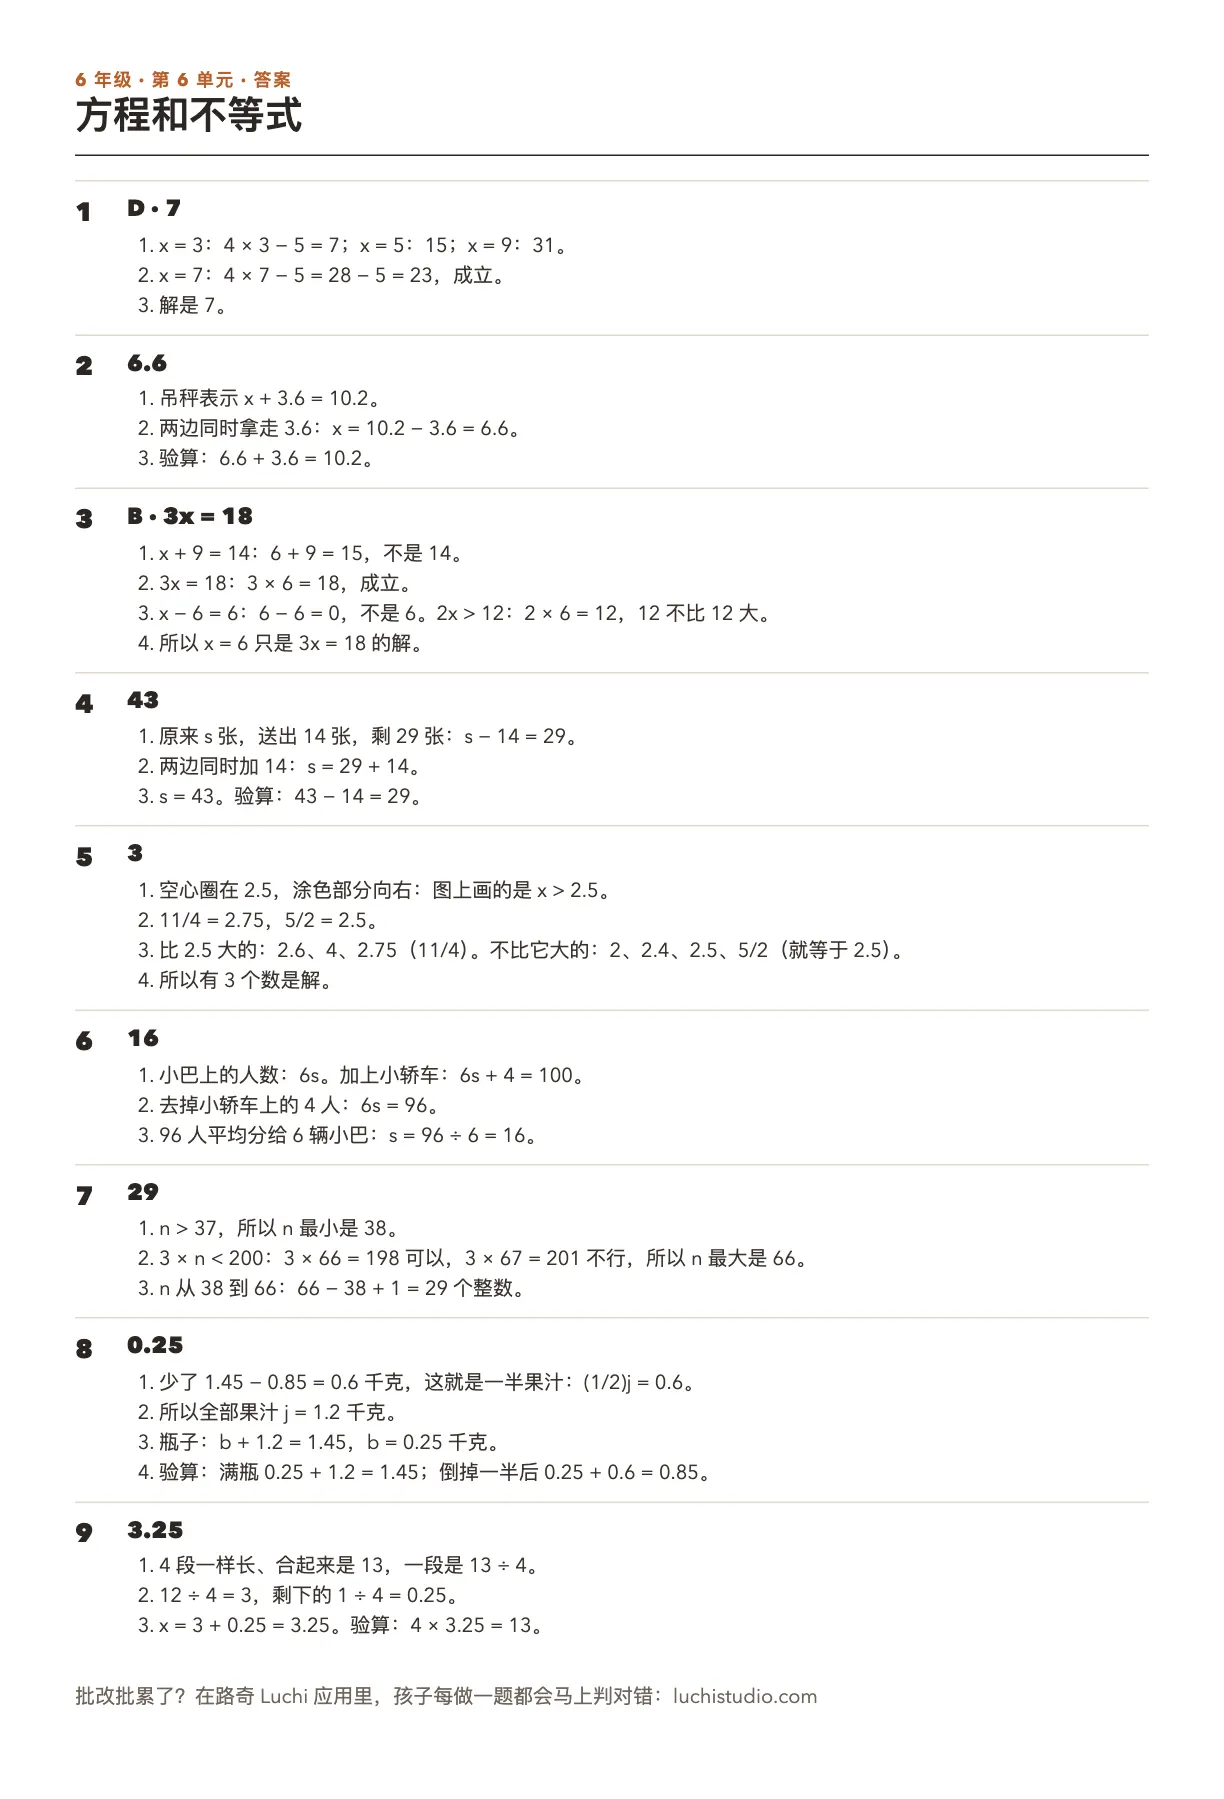 6 年级·第 6 单元·答案
方程和不等式
1 D · 7
1. x = 3：4 × 3 − 5 = 7；x = 5：15；x = 9：31。
2. x = 7：4 × 7 − 5 = 28 − 5 = 23，成立。
3. 解是 7。
2 6.6
1. 吊秤表示 x + 3.6 = 10.2。
2. 两边同时拿走 3.6：x = 10.2 − 3.6 = 6.6。
3. 验算：6.6 + 3.6 = 10.2。
3 B · 3x = 18
1. x + 9 = 14：6 + 9 = 15，不是 14。
2. 3x = 18：3 × 6 = 18，成立。
3. x − 6 = 6：6 − 6 = 0，不是 6。2x > 12：2 × 6 = 12，12 不比 12 大。
4. 所以 x = 6 只是 3x = 18 的解。
4 43
1. 原来 s 张，送出 14 张，剩 29 张：s − 14 = 29。
2. 两边同时加 14：s = 29 + 14。
3. s = 43。验算：43 − 14 = 29。
5 3
1. 空心圈在 2.5，涂色部分向右：图上画的是 x > 2.5。
2. 11/4 = 2.75，5/2 = 2.5。
3. 比 2.5 大的：2.6、4、2.75（11/4）。不比它大的：2、2.4、2.5、5/2（就等于 2.5）。
4. 所以有 3 个数是解。
6 16
1. 小巴上的人数：6s。加上小轿车：6s + 4 = 100。
2. 去掉小轿车上的 4 人：6s = 96。
3. 96 人平均分给 6 辆小巴：s = 96 ÷ 6 = 16。
7 29
1. n > 37，所以 n 最小是 38。
2. 3 × n < 200：3 × 66 = 198 可以，3 × 67 = 201 不行，所以 n 最大是 66。
3. n 从 38 到 66：66 − 38 + 1 = 29 个整数。
8 0.25
1. 少了 1.45 − 0.85 = 0.6 千克，这就是一半果汁：(1/2)j = 0.6。
2. 所以全部果汁 j = 1.2 千克。
3. 瓶子：b + 1.2 = 1.45，b = 0.25 千克。
4. 验算：满瓶 0.25 + 1.2 = 1.45；倒掉一半后 0.25 + 0.6 = 0.85。
9 3.25
1. 4 段一样长、合起来是 13，一段是 13 ÷ 4。
2. 12 ÷ 4 = 3，剩下的 1 ÷ 4 = 0.25。
3. x = 3 + 0.25 = 3.25。验算：4 × 3.25 = 13。
批改批累了？在路奇 Luchi 应用里，孩子每做一题都会马上判对错：luchistudio.com